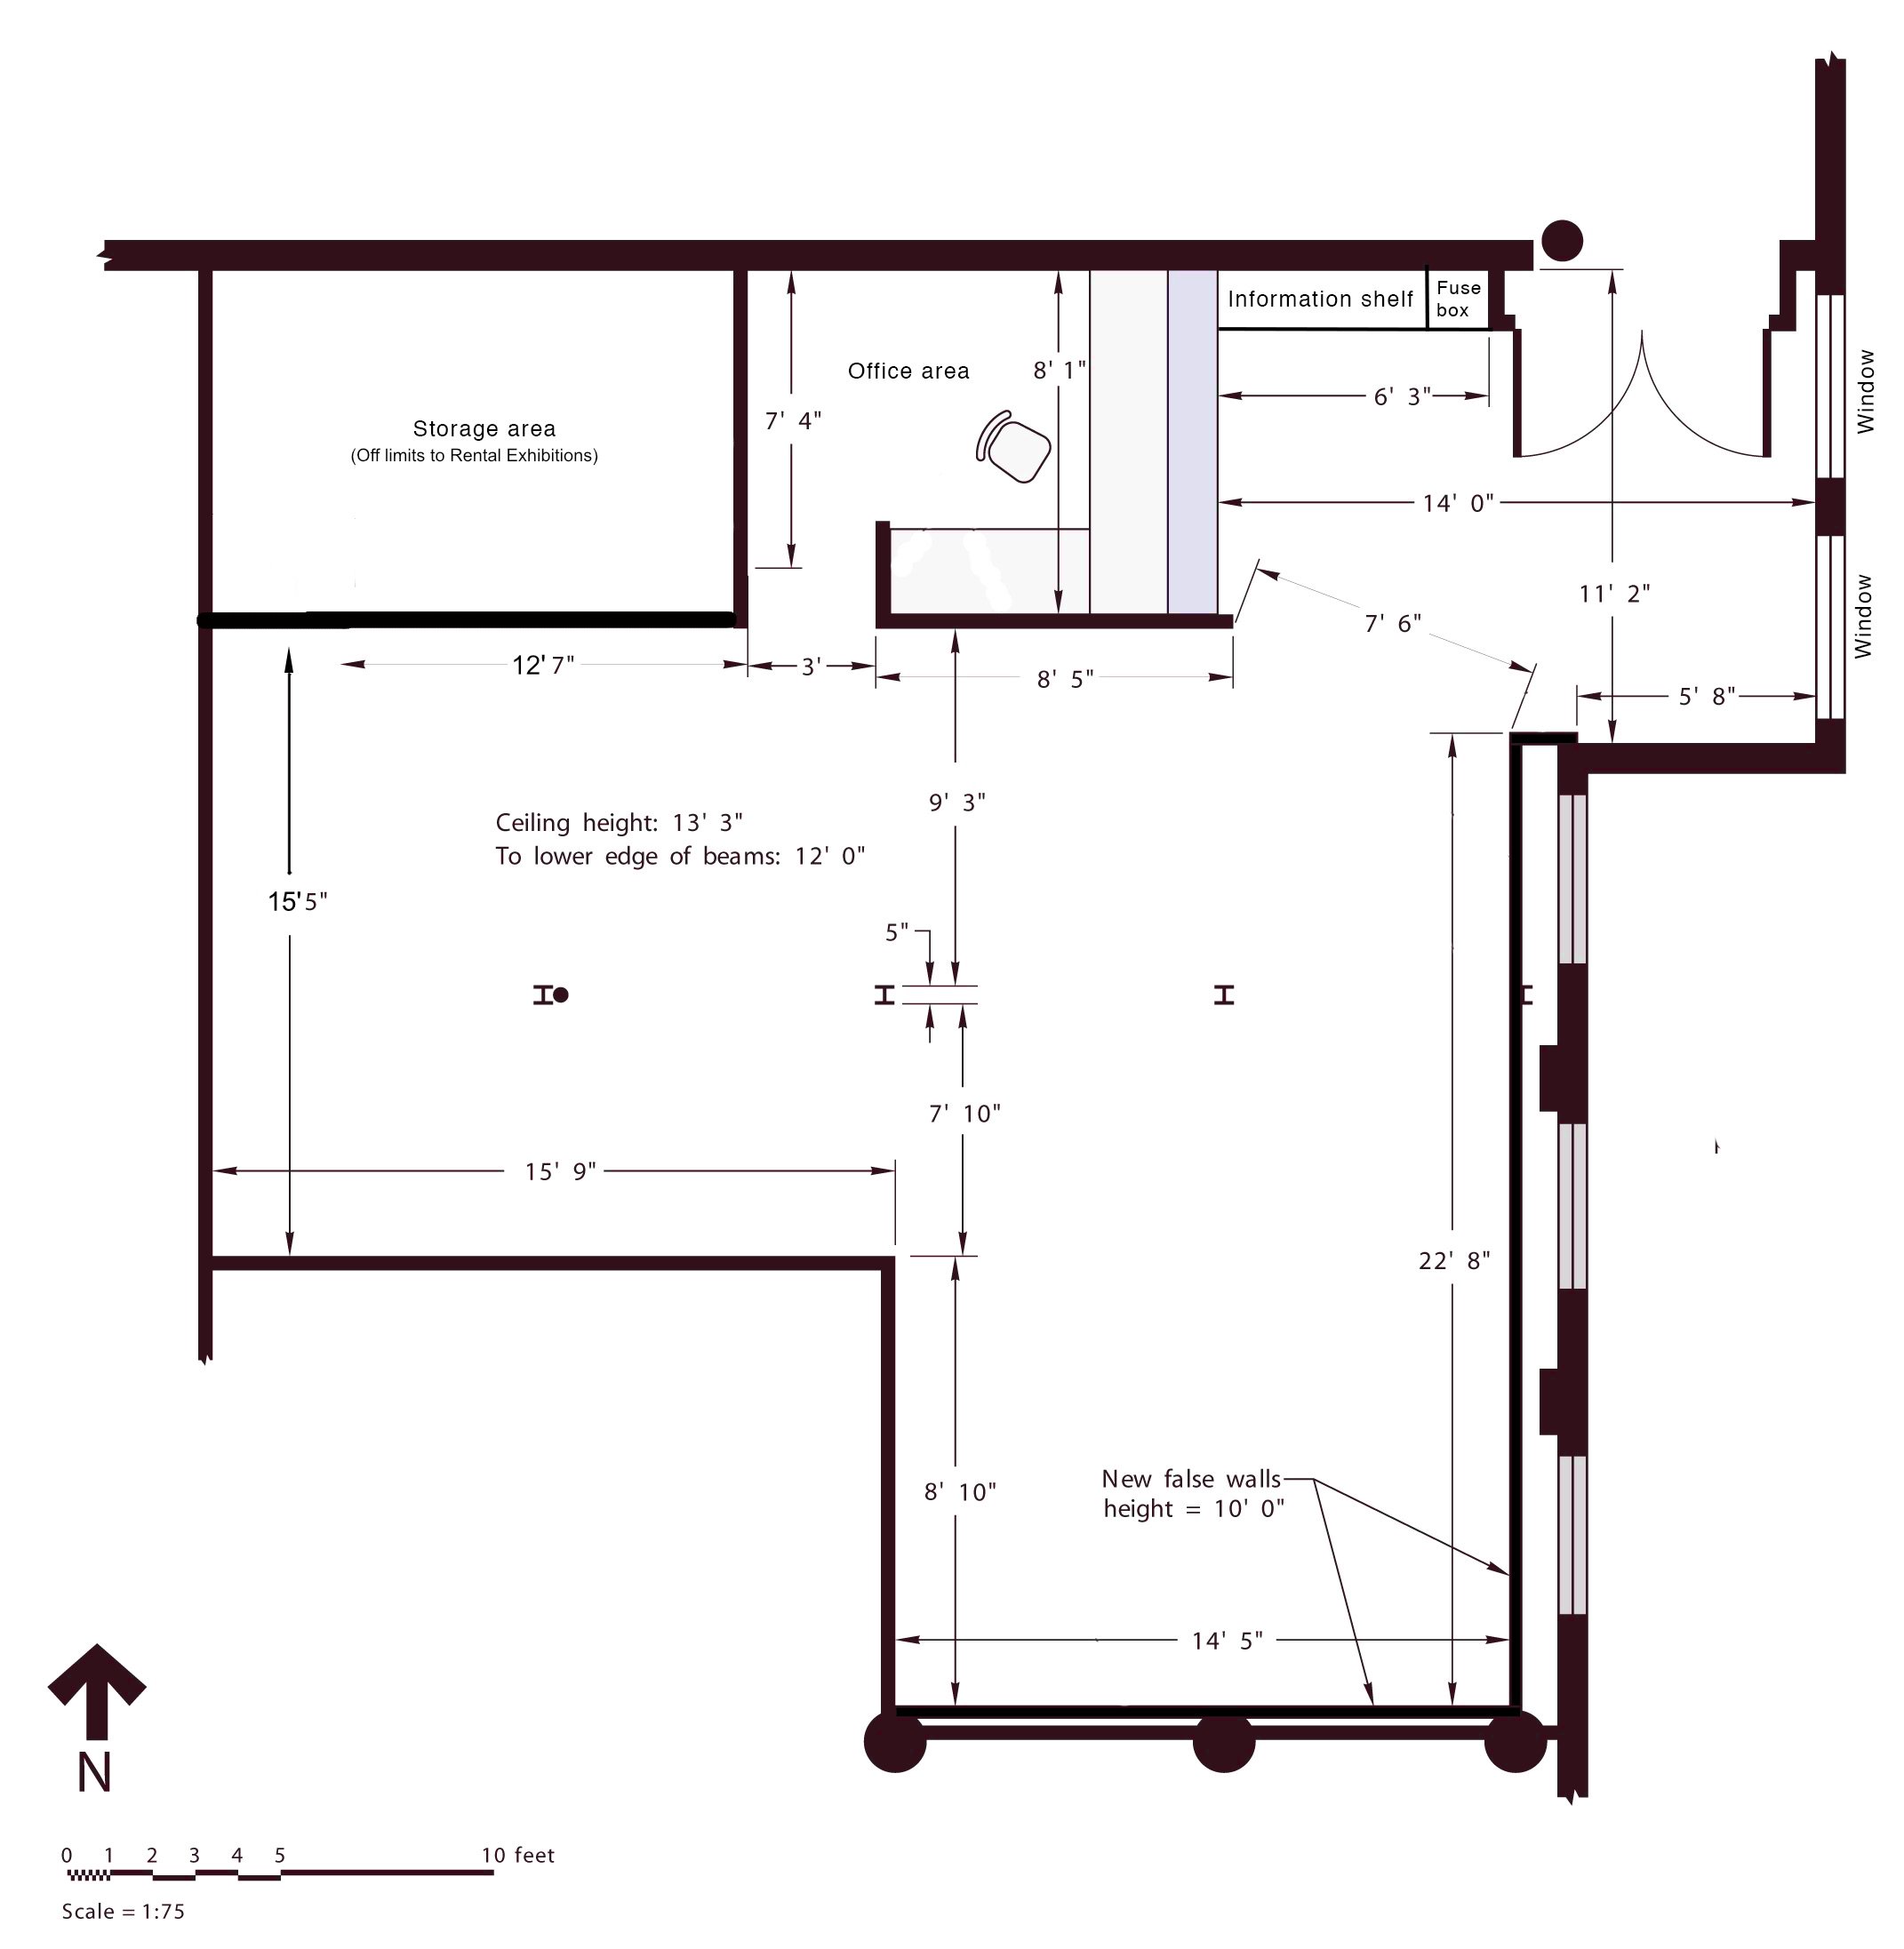 Information shelf
Fuse
box
Window
Office area
8' 1"
6' 3"
7' 4"
Storage area
(Off limits to Rental Exhibitions)
14' 0"
11' 2"
Window
7' 6"
12' 7"
3'
8' 5"
5' 8"
9' 3"
Ceiling height: 13' 3"
To lower edge of beams: 12' 0"
15' 5"
5"
7' 10"
15' 9"
22' 8"
8' 10"
New false walls
height = 10' 0"
14' 5"
N
0 1 2 3 4 5 10 feet
Scale = 1:75